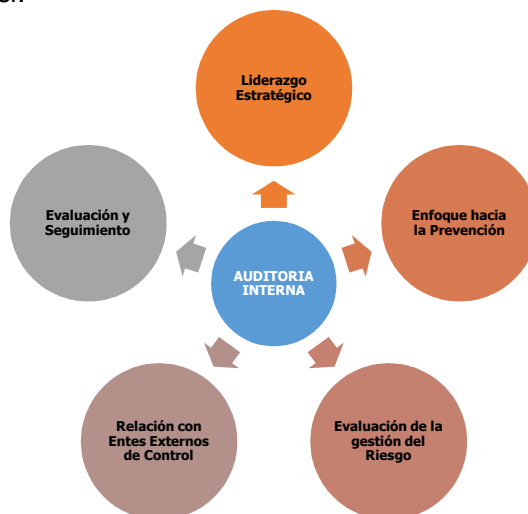 Liderazgo
Estratégico
Enfoque hacia
la Prevención
Evaluación y
Seguimiento
AUDITORIA
INTERNA
Relación con
Entes Externos
de Control
Evaluación de la
gestión del
Riesgo